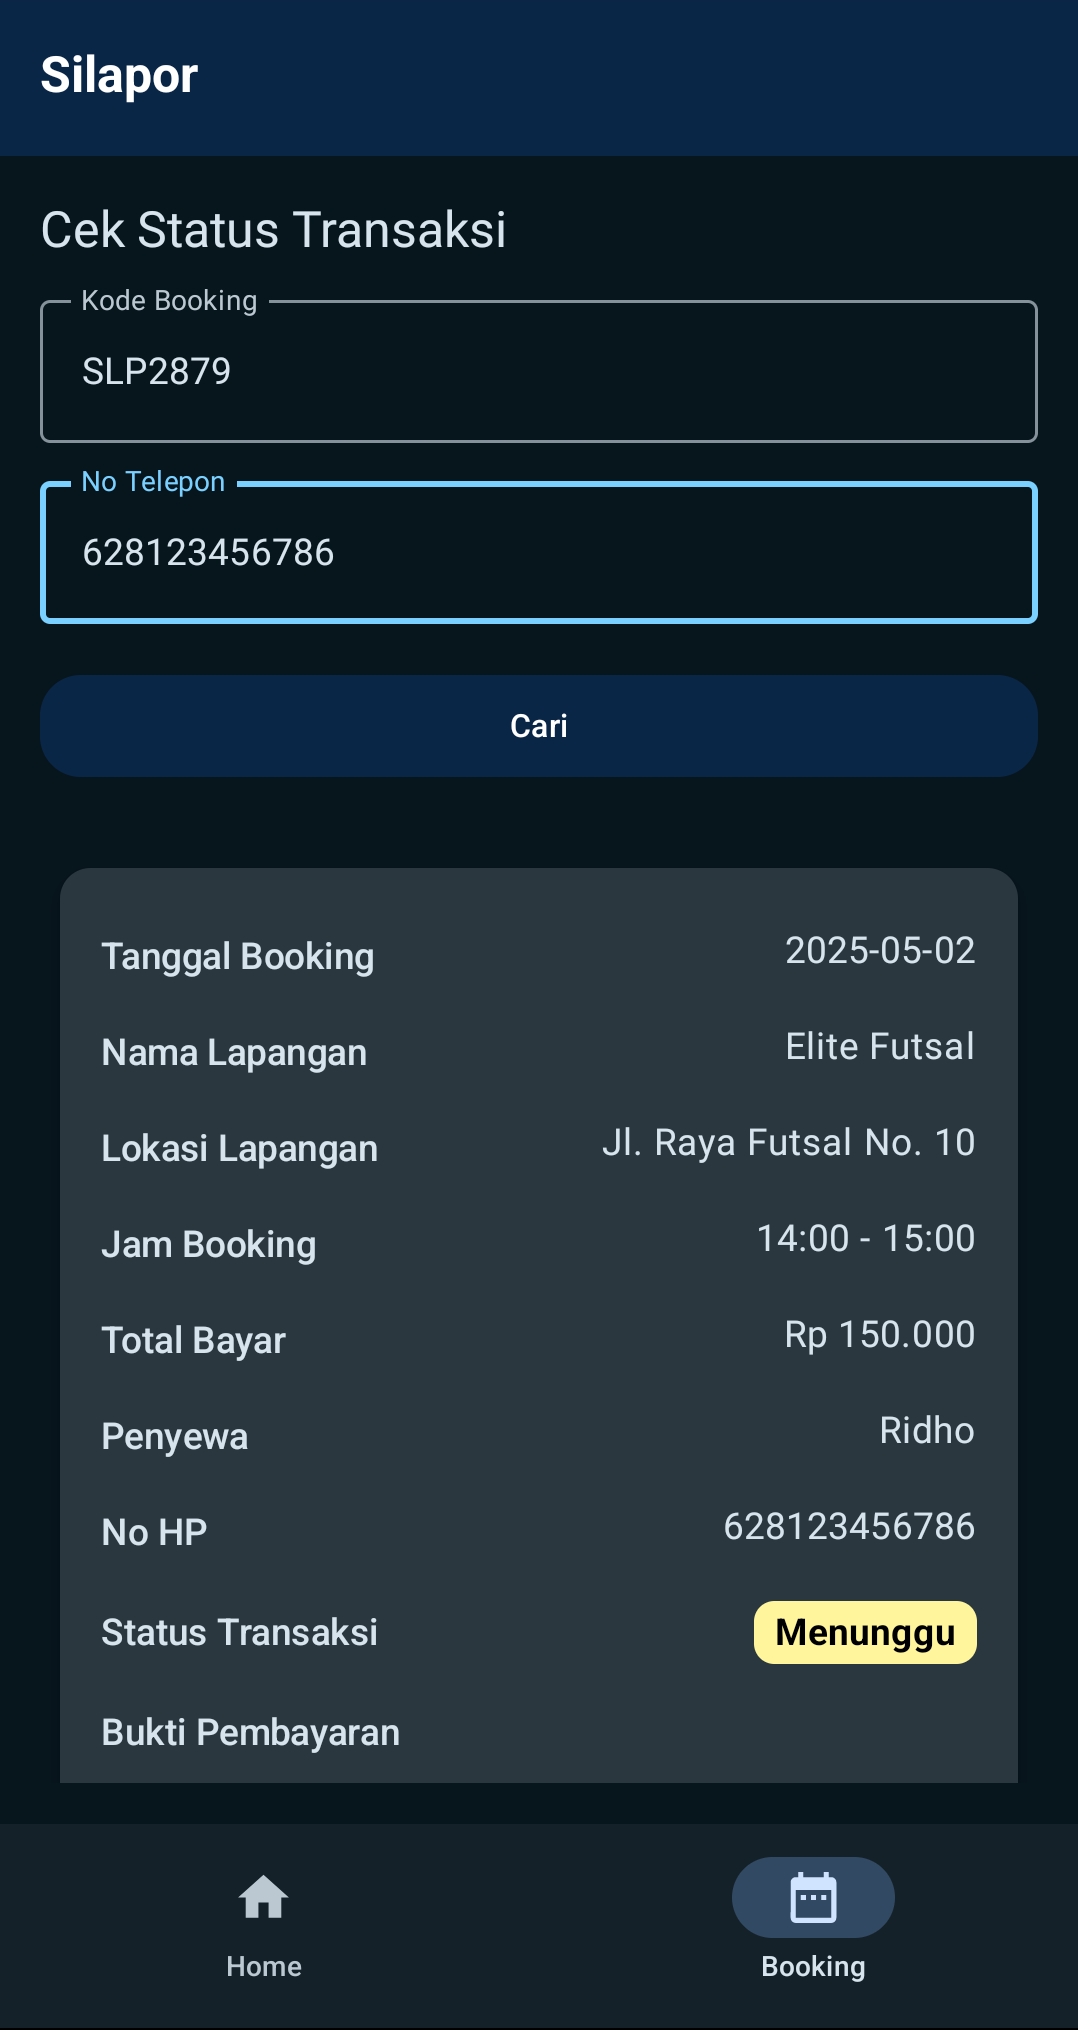 Silapor
Cek Status Transaksi
Kode Booking
SLP2879
No Telepon
628123456786
Cari
Tanggal Booking 2025-05-02
Nama Lapangan Elite Futsal
Lokasi Lapangan Jl. Raya Futsal No. 10
Jam Booking 14:00 - 15:00
Total Bayar Rp 150.000
Penyewa Ridho
No HP 628123456786
Status Transaksi Menunggu
Bukti Pembayaran
Home Booking